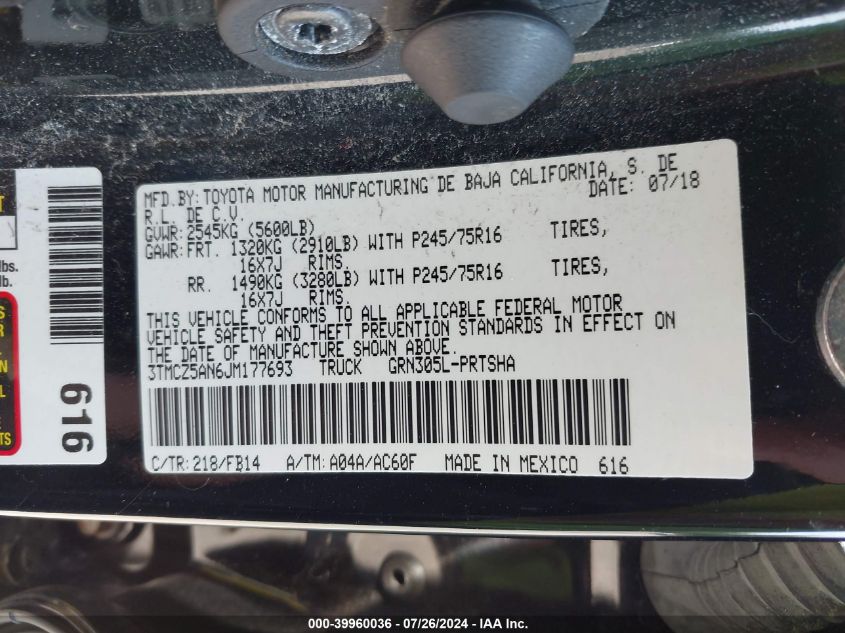 MFD.BY:TOYOTA MOTOR MANUFACTURING DE BAJA CALIFORNIA, S. DE
R.L. DE C.V. DATE: 07/18
GVWR:2545KG (5600LB)
GAWR:FRT. 1320KG (2910LB) WITH P245/75R16 TIRES,
16X7J RIMS.
RR. 1490KG (3280LB) WITH P245/75R16 TIRES,
16X7J RIMS.
THIS VEHICLE CONFORMS TO ALL APPLICABLE FEDERAL MOTOR
VEHICLE SAFETY AND THEFT PREVENTION STANDARDS IN EFFECT ON
THE DATE OF MANUFACTURE SHOWN ABOVE.
3TMCZ5AN6JM177693 TRUCK GRN305L-PRTSHA
C/TR:218/FB14 A/TM:A04A/AC60F MADE IN MEXICO 616
616
lbs.
lb.
000-39960036 - 07/26/2024 - IAA Inc.